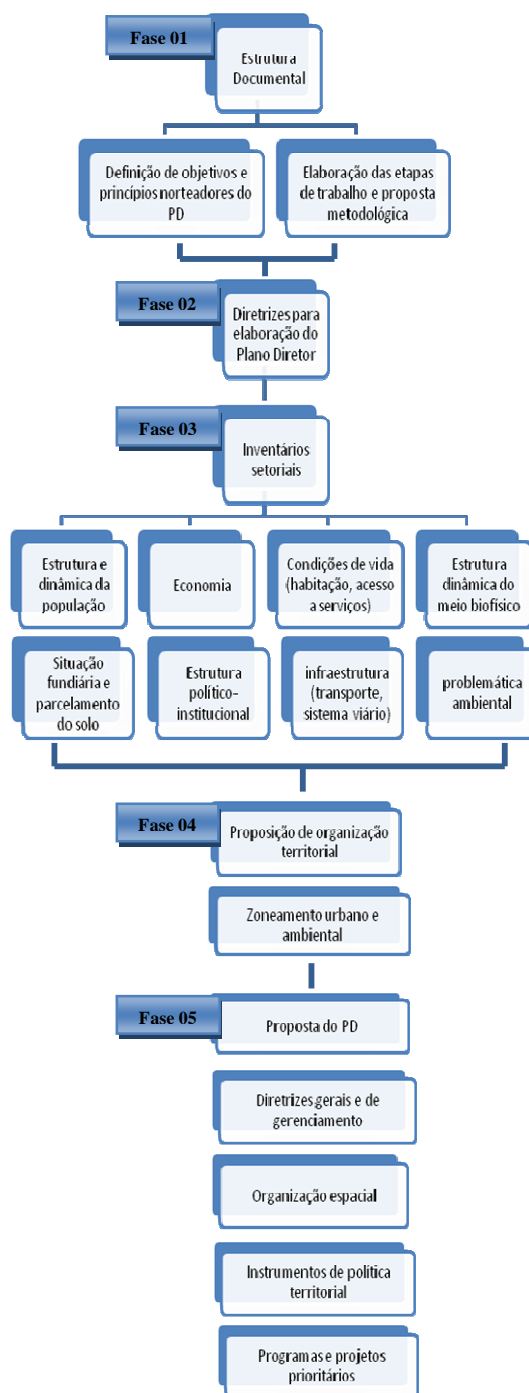 Fase 01
Estrutura
Documental
Definição de objetivos e
princípios norteadores do
PD
Elaboração das etapas
de trabalho e proposta
metodológica
Fase 02
Diretrizes para
elaboração do
Plano Diretor
Fase 03
Inventários
setoriais
Estrutura e
dinâmica da
população
Economia
Condições de vida
(habitação, acesso
a serviços)
Estrutura
dinâmica do
meio biofísico
Situação
fundiária e
parcelamento
do solo
Estrutura
político-
institucional
infraestrutura
(transporte,
sistema viário)
problemática
ambiental
Fase 04
Proposição de organização
territorial
Zoneamento urbano e
ambiental
Fase 05
Proposta do PD
Diretrizes gerais e de
gerenciamento
Organização espacial
Instrumentos de política
territorial
Programas e projetos
prioritários